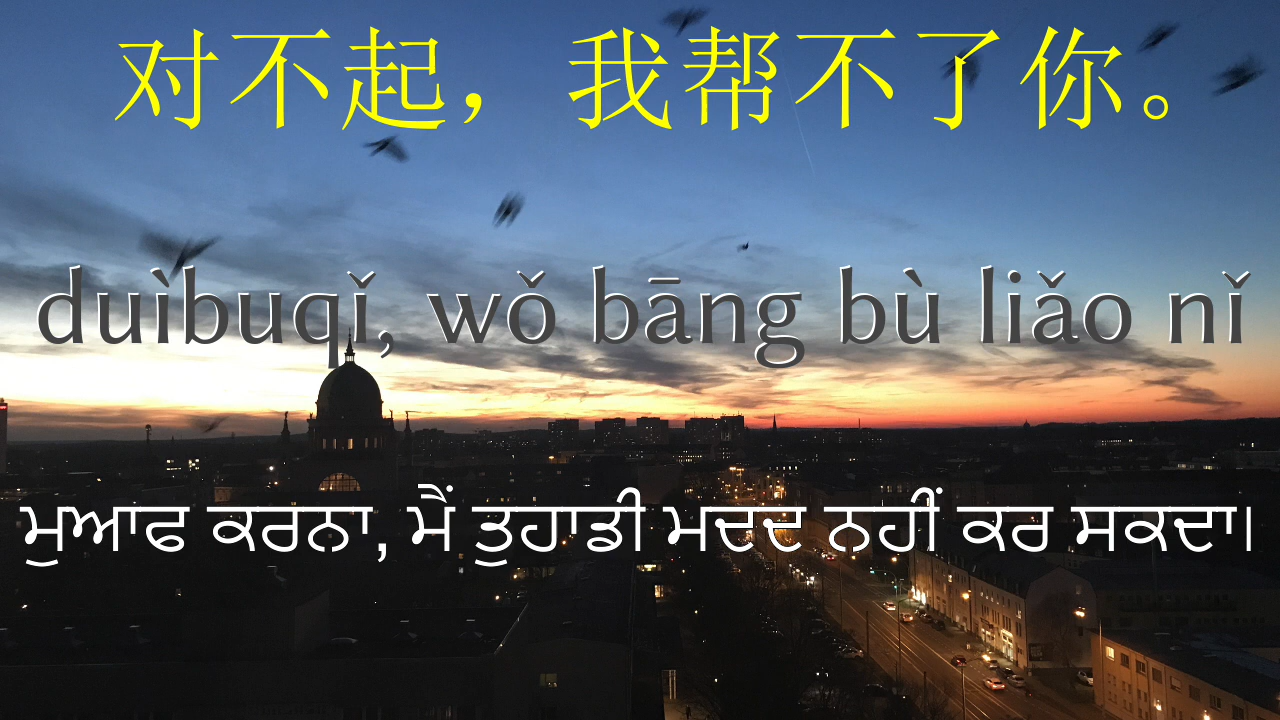 对不起，我帮不了你。
duìbuqǐ, wǒ bāng bù liǎo nǐ
ਮੁਆਫ ਕਰਨਾ, ਮੈਂ ਤੁਹਾਡੀ ਮਦਦ ਨਹੀਂ ਕਰ ਸਕਦਾ।